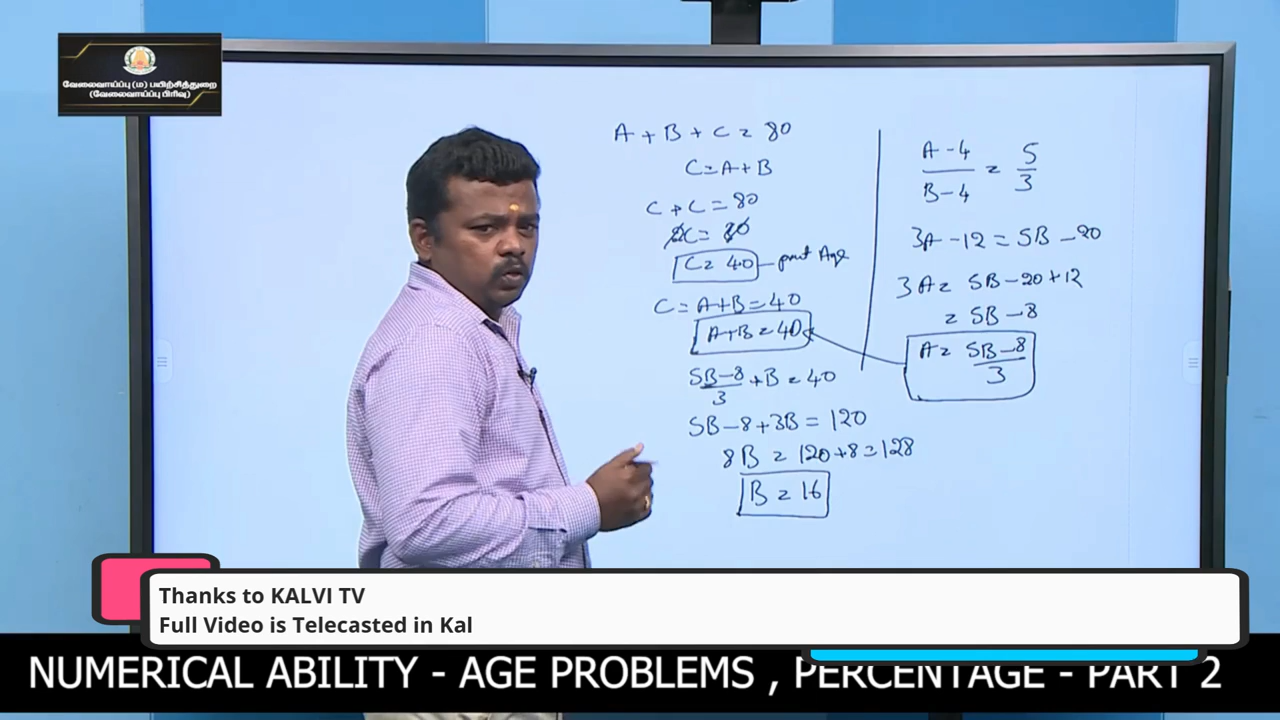 வேலைவாய்ப்பு (ம) பயிற்சித்துறை
(வேலைவாய்ப்பு பிரிவு)
A + B + C = 80
C = A + B
C + C = 80
2C = 80
C = 40 — Age
C = A + B = 40
A + B = 40
5B - 8 / 3 + B = 40
5B - 8 + 3B = 120
8B = 120 + 8 = 128
B = 16
A - 4 / B - 4 = 5 / 3
3A - 12 = 5B - 20
3A = 5B - 20 + 12
= 5B - 8
A = 5B - 8 / 3
Thanks to KALVI TV
Full Video is Telecasted in Kal
NUMERICAL ABILITY - AGE PROBLEMS , PERCENTAGE - PART 2